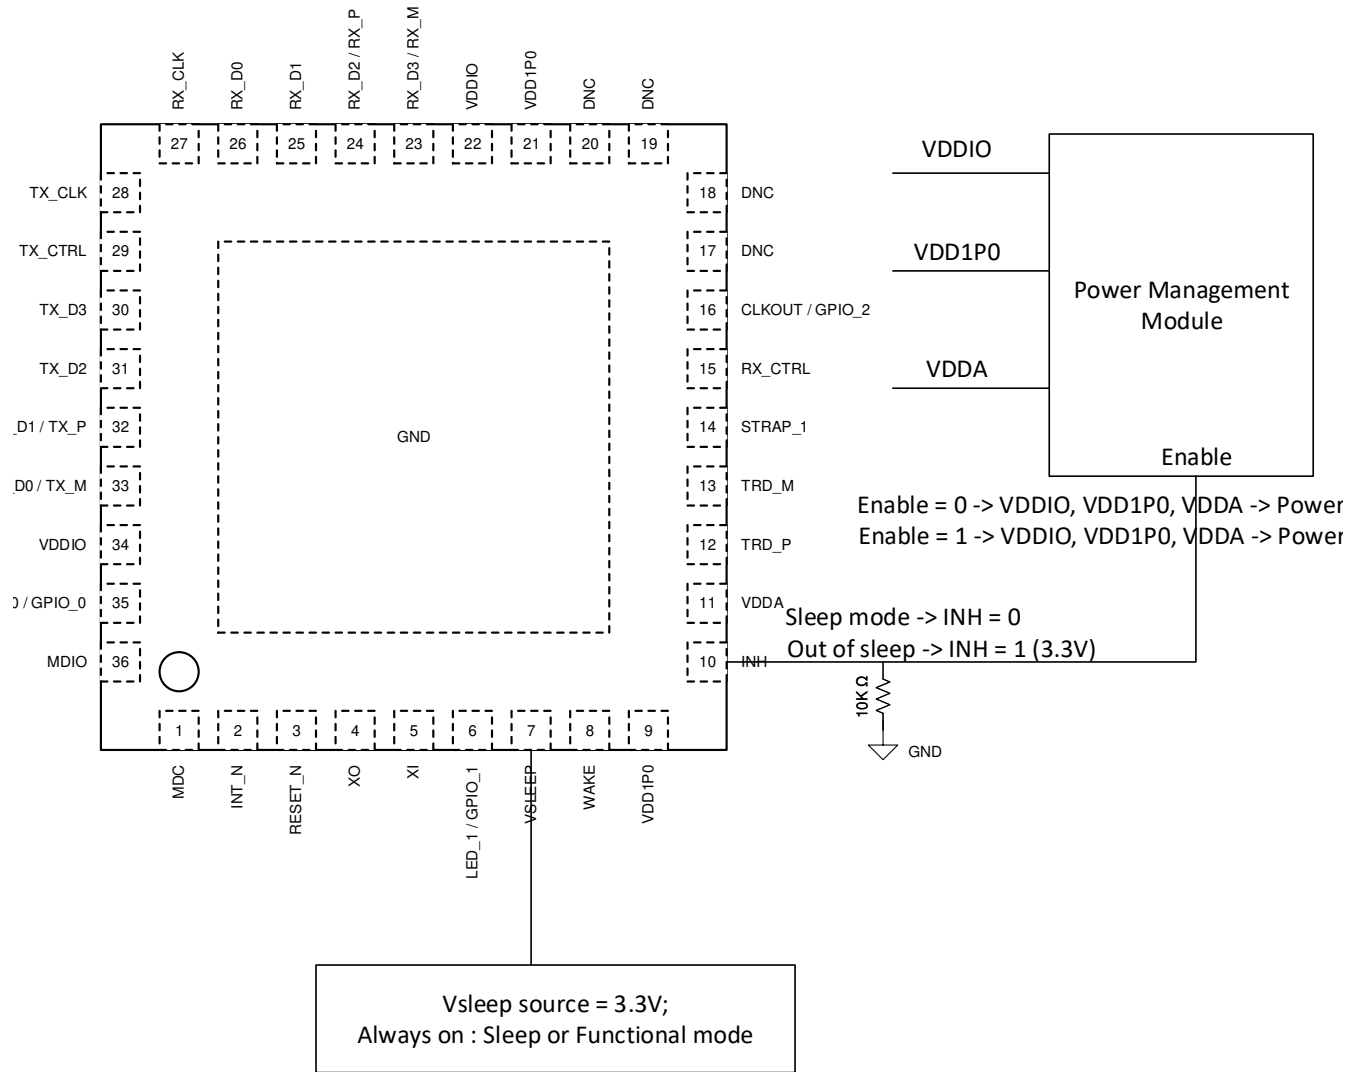 RX_CLK
RX_D0
RX_D1
RX_D2 / RX_P
RX_D3 / RX_M
VDDIO
VDD1P0
DNC
DNC
27 26 25 24 23 22 21 20 19
TX_CLK 28
TX_CTRL 29
TX_D3 30
TX_D2 31
_D1 / TX_P 32
D0 / TX_M 33
VDDIO 34
/ GPIO_0 35
MDIO 36
GND
18 DNC
17 DNC
16 CLKOUT / GPIO_2
15 RX_CTRL
14 STRAP_1
13 TRD_M
12 TRD_P
11 VDDA
10 INH
1 2 3 4 5 6 7 8 9
MDC
INT_N
RESET_N
XO
XI
LED_1 / GPIO_1
VSLEEP
WAKE
VDD1P0
VDDIO
VDD1P0
VDDA
Power Management
Module
Enable
Enable = 0 -> VDDIO, VDD1P0, VDDA -> Power
Enable = 1 -> VDDIO, VDD1P0, VDDA -> Power
Sleep mode -> INH = 0
Out of sleep -> INH = 1 (3.3V)
10K Ω
GND
Vsleep source = 3.3V;
Always on : Sleep or Functional mode